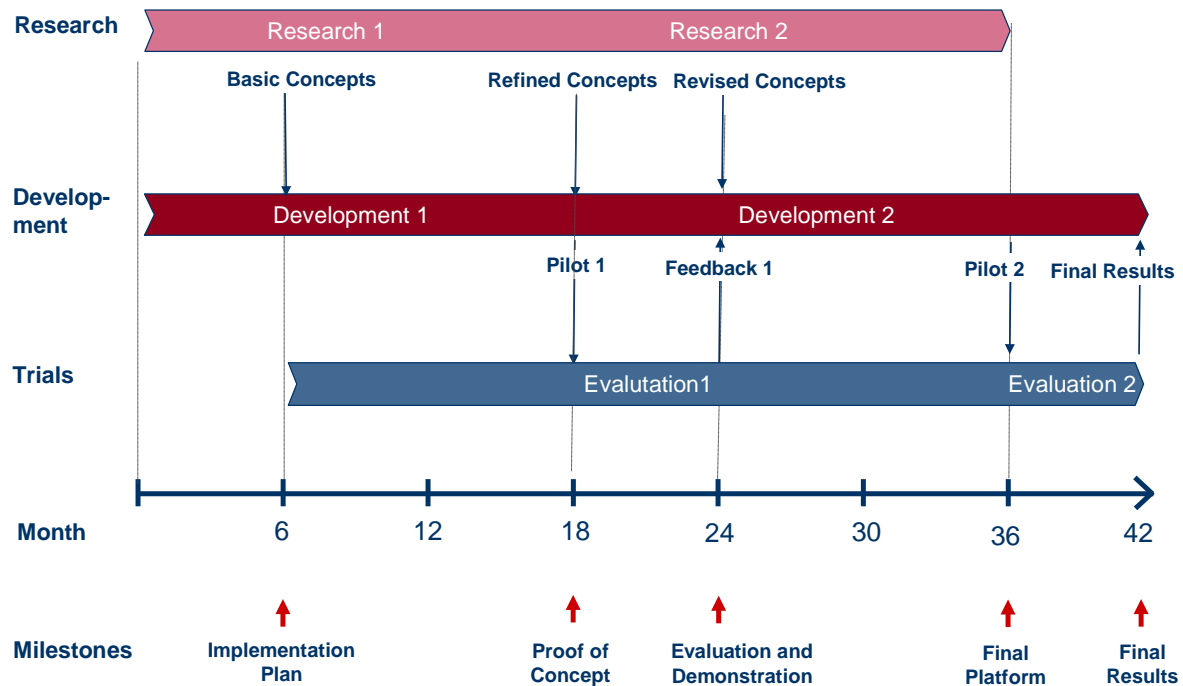 Research
Research 1
Research 2
Basic Concepts
Refined Concepts
Revised Concepts
Develop-
ment
Development 1
Development 2
Pilot 1
Feedback 1
Pilot 2
Final Results
Trials
Evalutation1
Evaluation 2
Month
6
12
18
24
30
36
42
Milestones
Implementation
Plan
Proof of
Concept
Evaluation and
Demonstration
Final
Platform
Final
Results